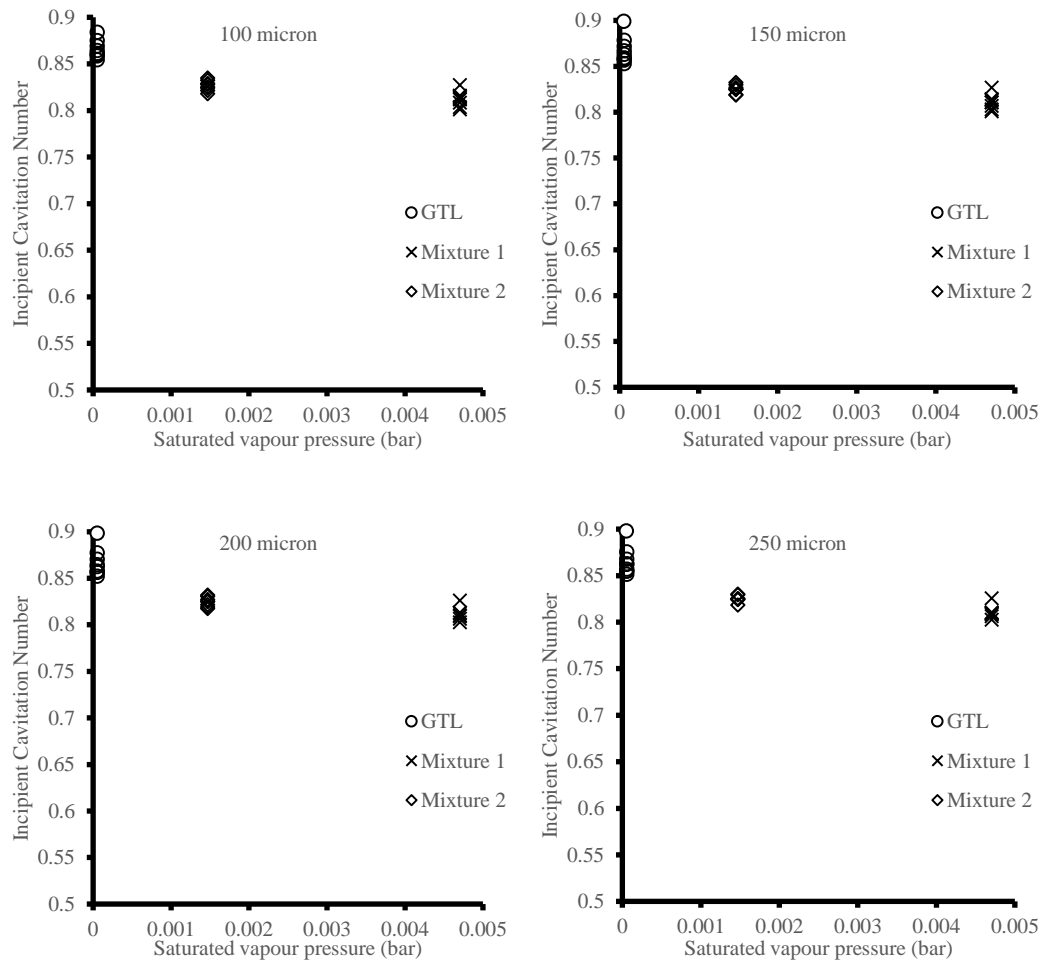 100 micron
Incipient Cavitation Number
0.9
0.85
0.8
0.75
0.7
0.65
0.6
0.55
0.5
GTL
Mixture 1
Mixture 2
0 0.001 0.002 0.003 0.004 0.005
Saturated vapour pressure (bar)
150 micron
Incipient Cavitation Number
0.9
0.85
0.8
0.75
0.7
0.65
0.6
0.55
0.5
GTL
Mixture 1
Mixture 2
0 0.001 0.002 0.003 0.004 0.005
Saturated vapour pressure (bar)
200 micron
Incipient Cavitation Number
0.9
0.85
0.8
0.75
0.7
0.65
0.6
0.55
0.5
GTL
Mixture 1
Mixture 2
0 0.001 0.002 0.003 0.004 0.005
Saturated vapour pressure (bar)
250 micron
Incipient Cavitation Number
0.9
0.85
0.8
0.75
0.7
0.65
0.6
0.55
0.5
GTL
Mixture 1
Mixture 2
0 0.001 0.002 0.003 0.004 0.005
Saturated vapour pressure (bar)